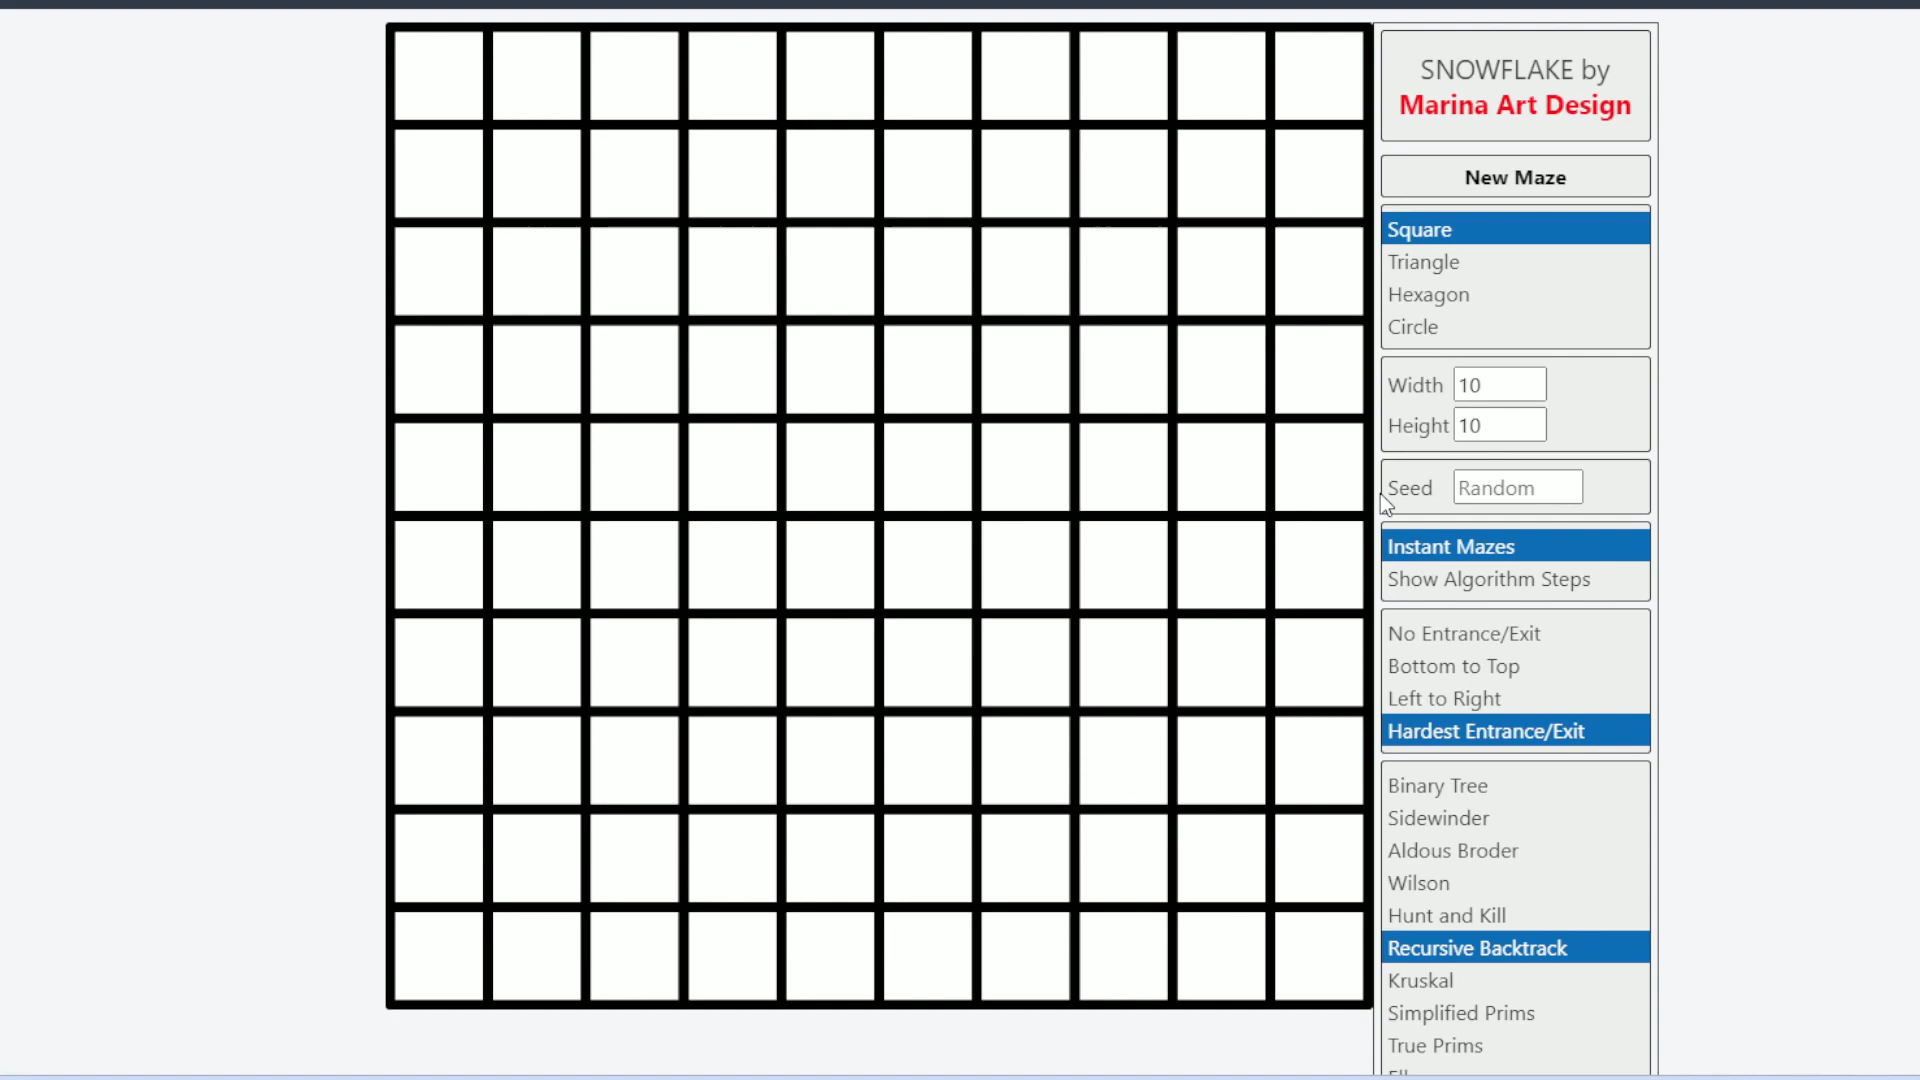 SNOWFLAKE by
Marina Art Design
New Maze
Square
Triangle
Hexagon
Circle
Width 10
Height 10
Seed Random
Instant Mazes
Show Algorithm Steps
No Entrance/Exit
Bottom to Top
Left to Right
Hardest Entrance/Exit
Binary Tree
Sidewinder
Aldous Broder
Wilson
Hunt and Kill
Recursive Backtrack
Kruskal
Simplified Prims
True Prims